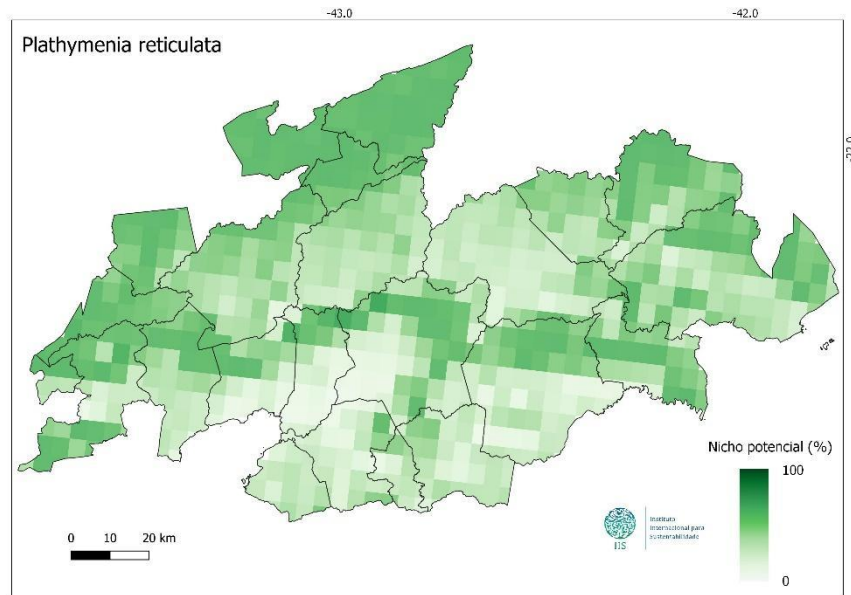 -43.0
-42.0
Plathymenia reticulata
Nicho potencial (%)
100
0
0 10 20 km
IIS
Instituto
Internacional para
Sustentabilidade